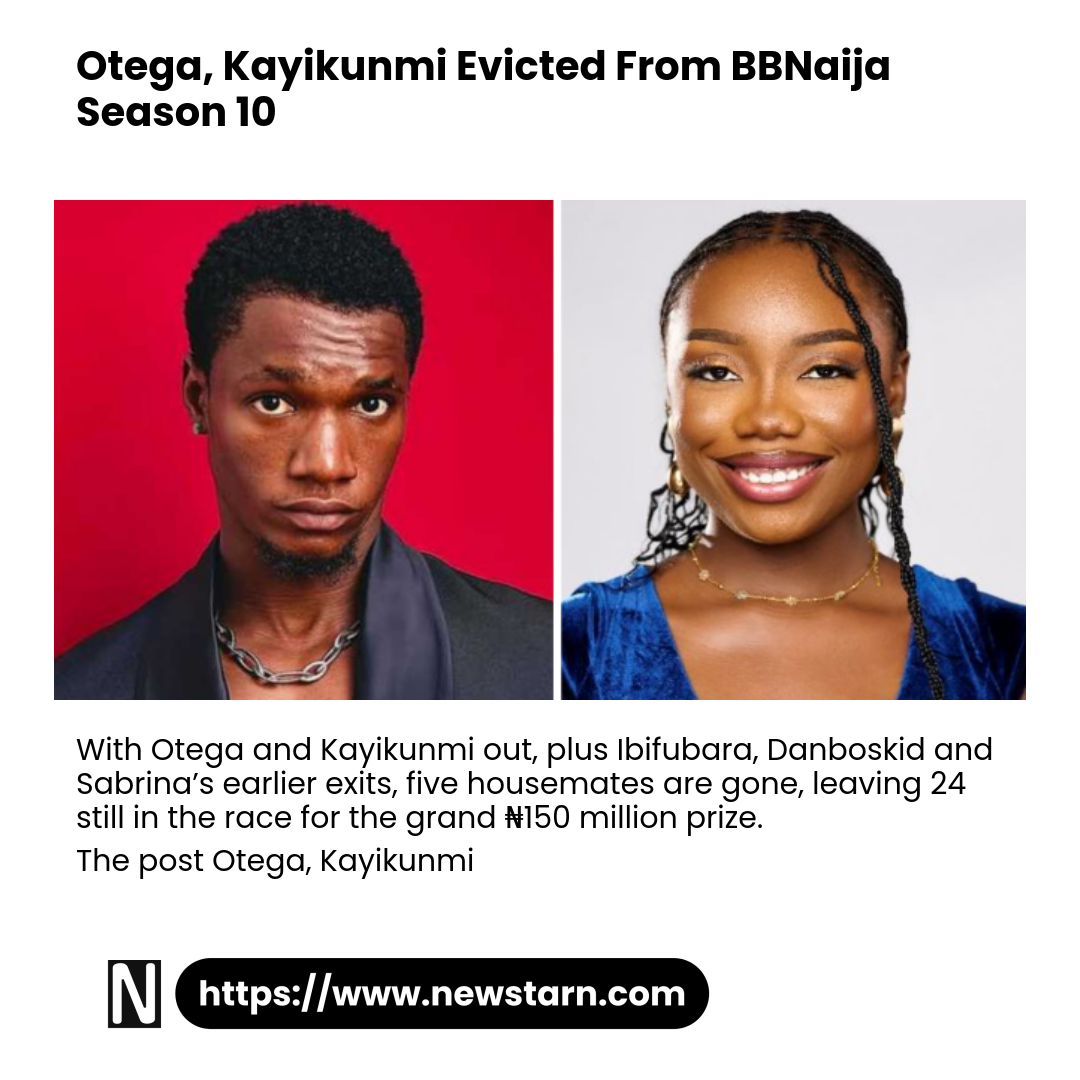 Otega, Kayikunmi Evicted From BBNaija
Season 10
With Otega and Kayikunmi out, plus Ibifubara, Danboskid and
Sabrina’s earlier exits, five housemates are gone, leaving 24
still in the race for the grand ₦150 million prize.
The post Otega, Kayikunmi
N
https://www.newstarn.com